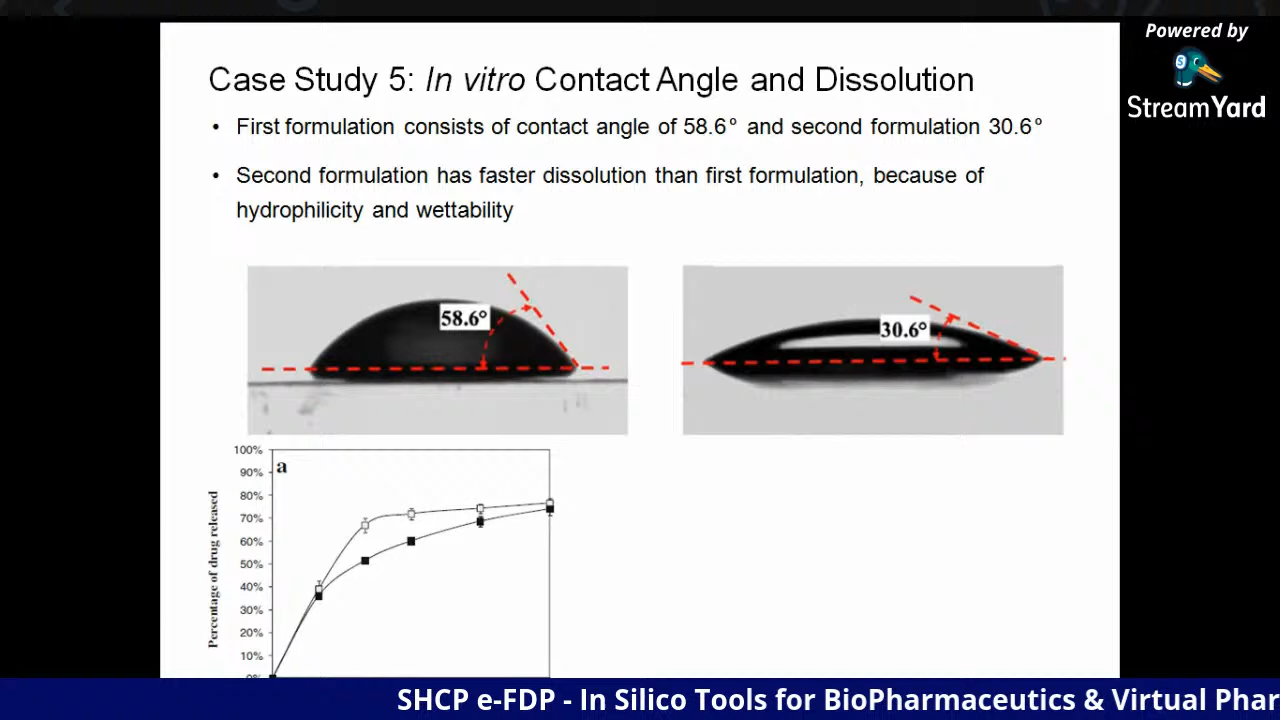 Powered by
StreamYard
Case Study 5: In vitro Contact Angle and Dissolution
• First formulation consists of contact angle of 58.6° and second formulation 30.6°
• Second formulation has faster dissolution than first formulation, because of
hydrophilicity and wettability
58.6°
30.6°
a
Percentage of drug released
100%
90%
80%
70%
60%
50%
40%
30%
20%
10%
0%
SHCP e-FDP - In Silico Tools for BioPharmaceutics & Virtual Phar